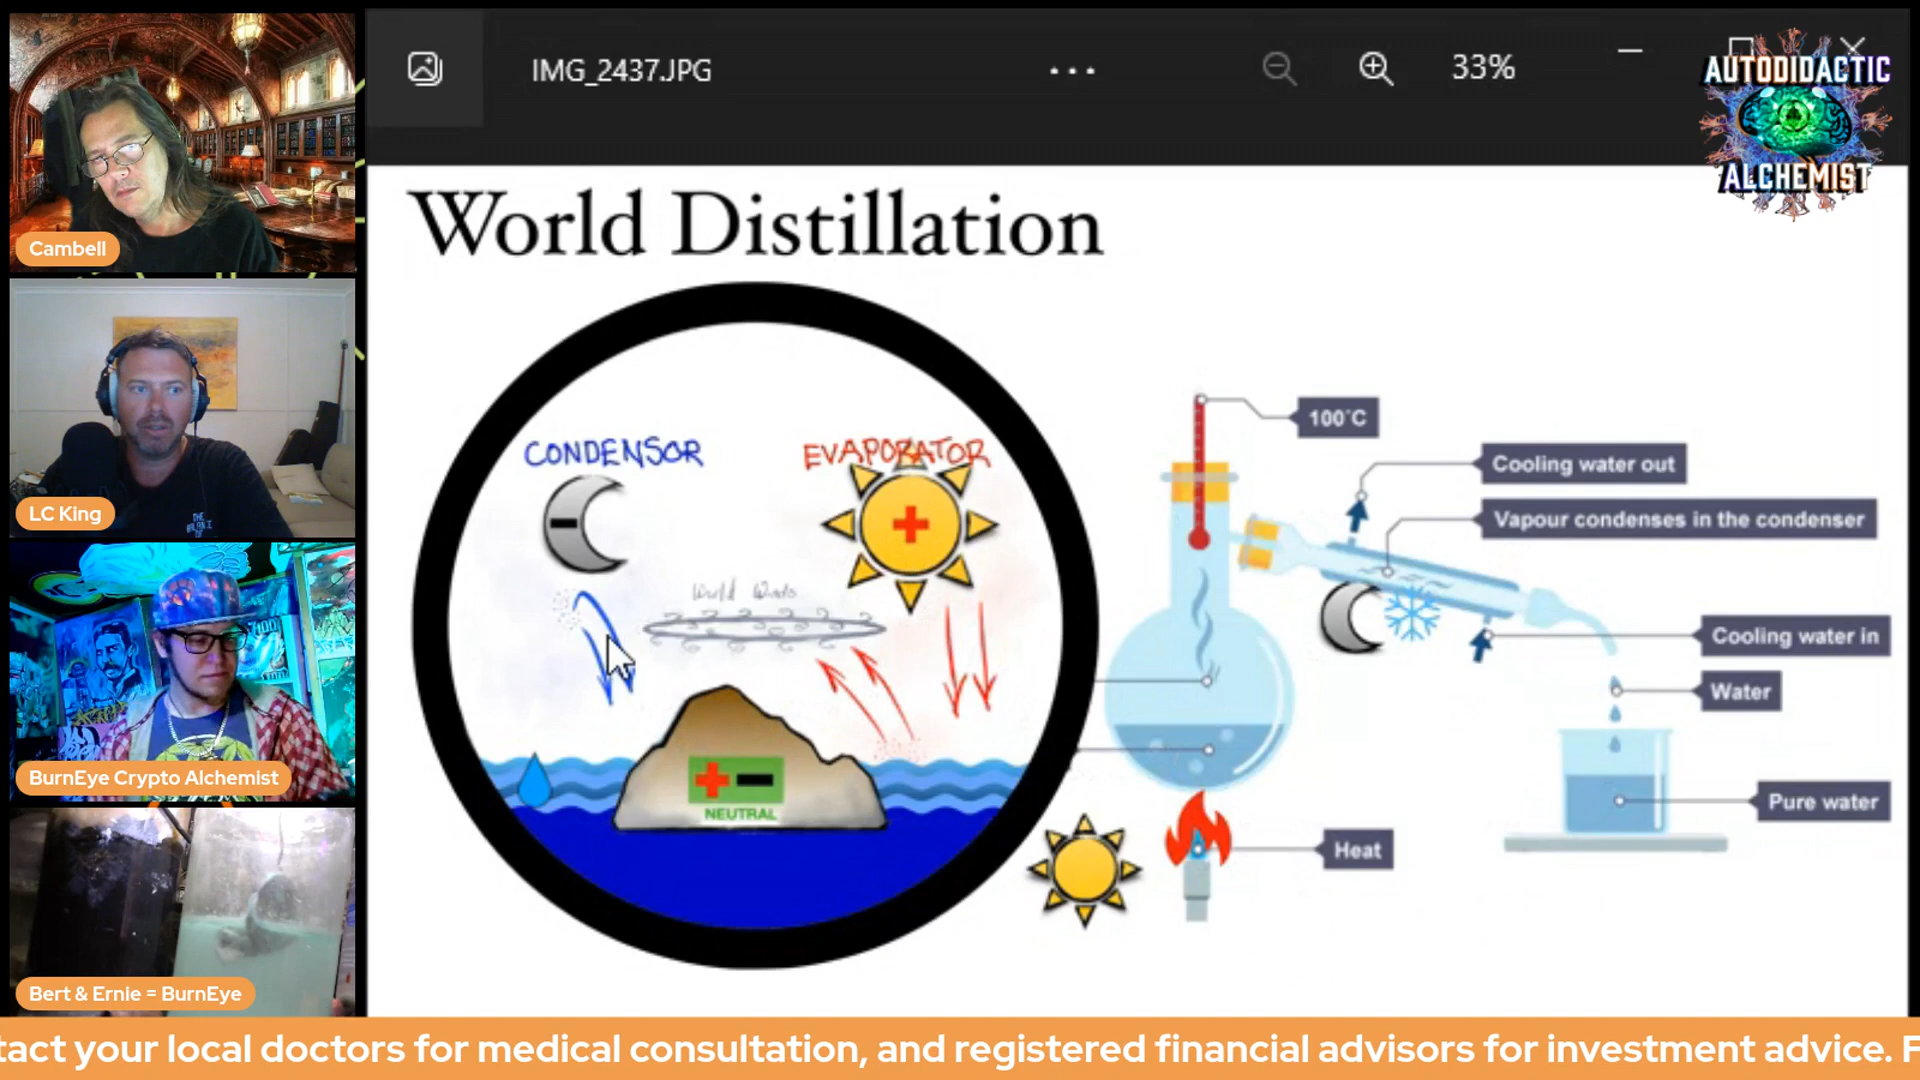 Cambell
LC King
BurnEye Crypto Alchemist
Bert & Ernie = BurnEye
IMG_2437.JPG
33%
AUTODIDACTIC
ALCHEMIST
World Distillation
CONDENSOR
EVAPORATOR
World Winds
NEUTRAL
100°C
Cooling water out
Vapour condenses in the condenser
Cooling water in
Water
Pure water
Heat
tact your local doctors for medical consultation, and registered financial advisors for investment advice. F